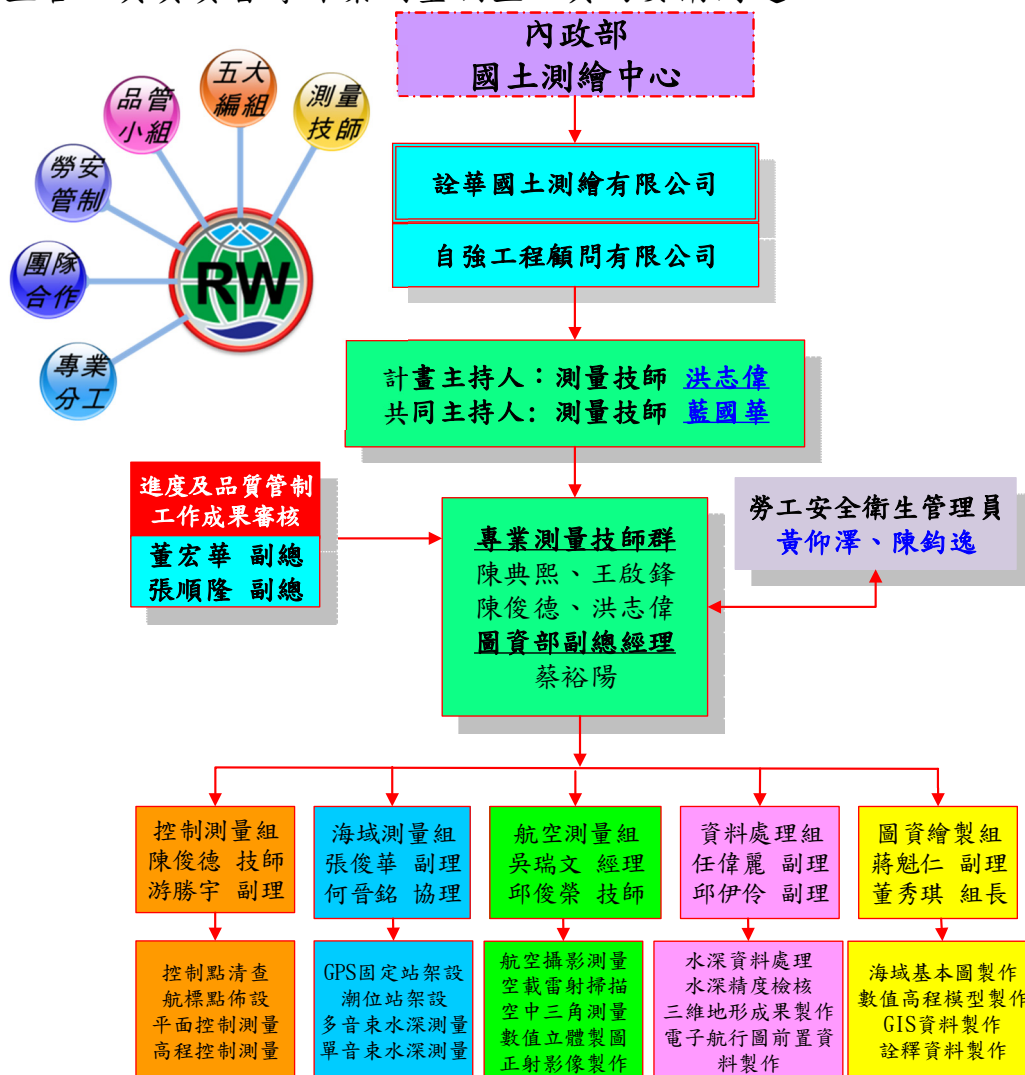 內政部
國土測繪中心
五大
編組
測量
技師
品管
小組
勞安
管制
團隊
合作
專業
分工
RW
詮華國土測繪有限公司
自強工程顧問有限公司
計畫主持人：測量技師 洪志偉
共同主持人: 測量技師 藍國華
進度及品質管制
工作成果審核
董宏華 副總
張順隆 副總
專業測量技師群
陳典熙、王啟鋒
陳俊德、洪志偉
圖資部副總經理
蔡裕陽
勞工安全衛生管理員
黃仰澤、陳鈞逸
控制測量組
陳俊德 技師
游勝宇 副理
海域測量組
張俊華 副理
何晉銘 協理
航空測量組
吳瑞文 經理
邱俊榮 技師
資料處理組
任偉麗 副理
邱伊伶 副理
圖資繪製組
蔣魁仁 副理
董秀琪 組長
控制點清查
航標點佈設
平面控制測量
高程控制測量
GPS固定站架設
潮位站架設
多音束水深測量
單音束水深測量
航空攝影測量
空載雷射掃描
空中三角測量
數值立體製圖
正射影像製作
水深資料處理
水深精度檢核
三維地形成果製作
電子航行圖前置資
料製作
海域基本圖製作
數值高程模型製作
GIS資料製作
詮釋資料製作